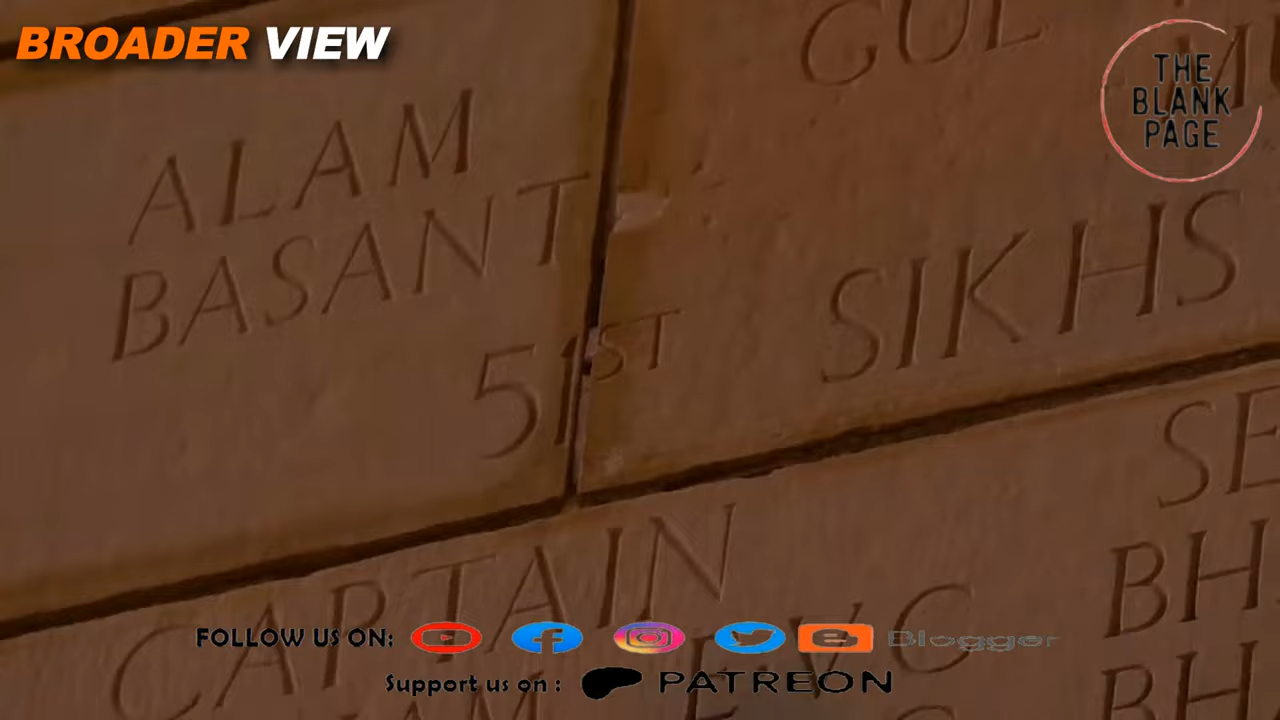 BROADER VIEW
THE
BLANK
PAGE
GUL
ALAM
BASANT
51ST SIKHS
SE
CAPTAIN
BH
FOLLOW US ON:
Blogger
BH
Support us on : PATREON